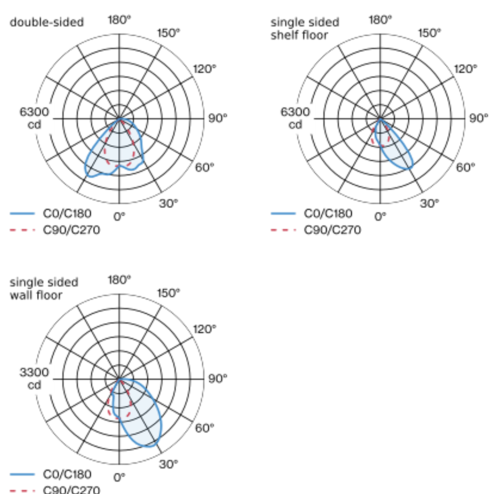 double-sided
180°
150°
120°
90°
60°
30°
0°
6300
cd
C0/C180
C90/C270
single sided
shelf floor
180°
150°
120°
90°
60°
30°
0°
6300
cd
C0/C180
C90/C270
single sided
wall floor
180°
150°
120°
90°
60°
30°
0°
3300
cd
C0/C180
C90/C270